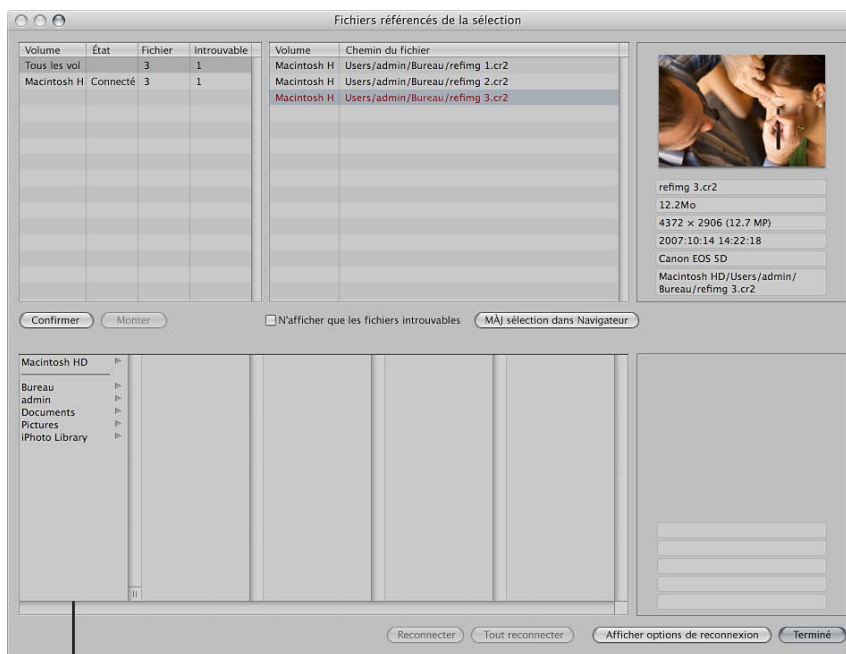 Fichiers référencés de la sélection
Volume État Fichier Introuvable
Tous les vol 3 1
Macintosh H Connecté 3 1
Volume Chemin du fichier
Macintosh H Users/admin/Bureau/refimg 1.cr2
Macintosh H Users/admin/Bureau/refimg 2.cr2
Macintosh H Users/admin/Bureau/refimg 3.cr2
refimg 3.cr2
12.2Mo
4372 × 2906 (12.7 MP)
2007:10:14 14:22:18
Canon EOS 5D
Macintosh HD/Users/admin/
Bureau/refimg 3.cr2
Confirmer Monter N'afficher que les fichiers introuvables MÀJ sélection dans Navigateur
Macintosh HD
Bureau
admin
Documents
Pictures
iPhoto Library
Reconnecter Tout reconnecter Afficher options de reconnexion Terminé